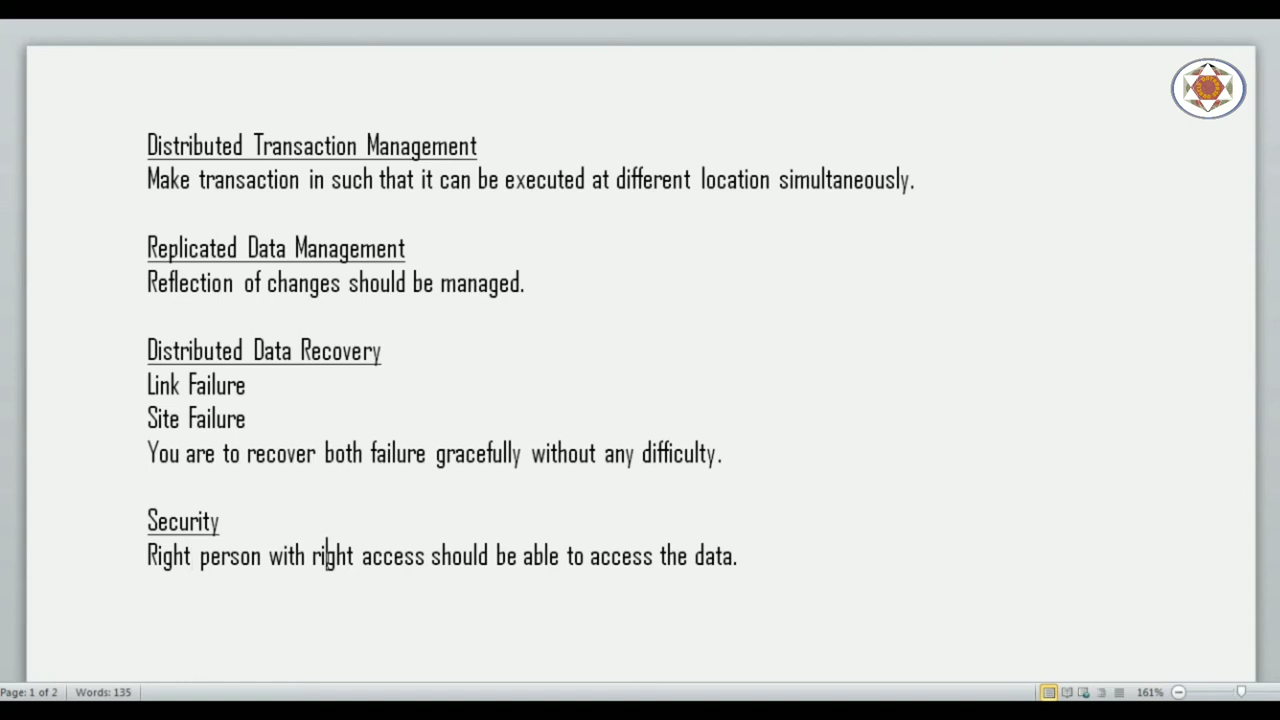 Distributed Transaction Management
Make transaction in such that it can be executed at different location simultaneously.
Replicated Data Management
Reflection of changes should be managed.
Distributed Data Recovery
Link Failure
Site Failure
You are to recover both failure gracefully without any difficulty.
Security
Right person with right access should be able to access the data.
Page: 1 of 2 Words: 135 161%